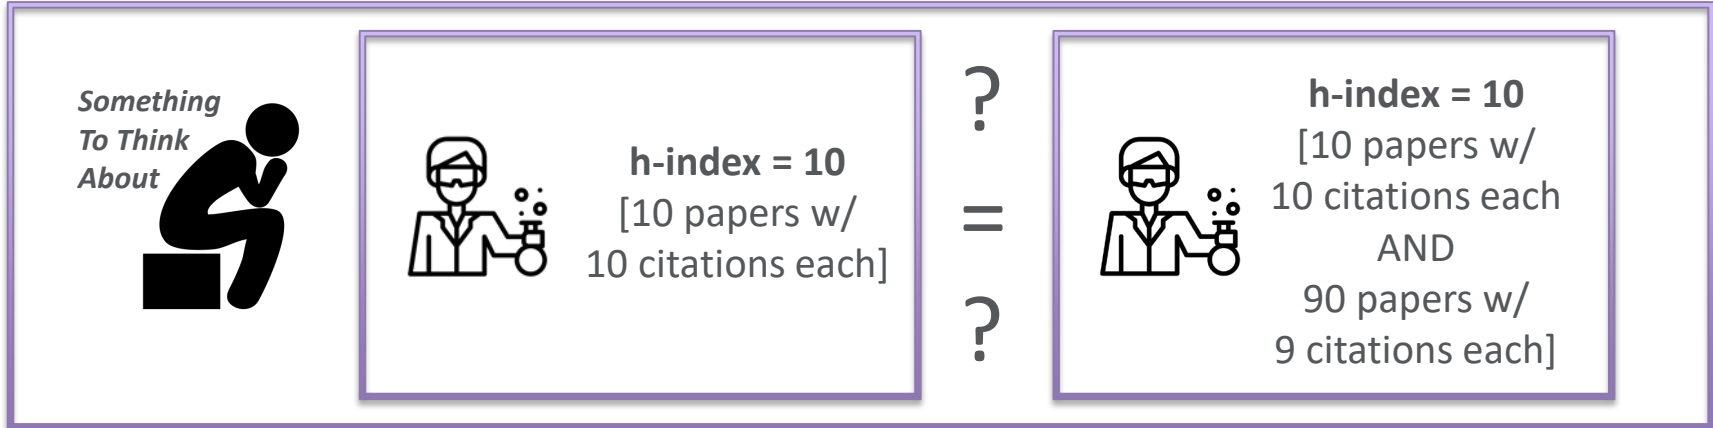 Something
To Think
About
h-index = 10
[10 papers w/
10 citations each]
?
=
?
h-index = 10
[10 papers w/
10 citations each
AND
90 papers w/
9 citations each]